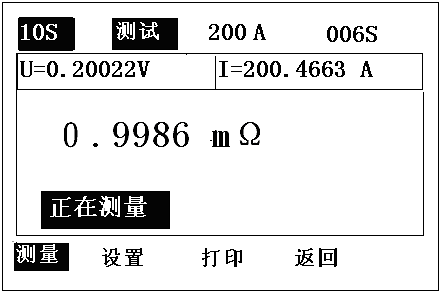 10S 测试 200 A 006S
U=0.20022V I=200.4663 A
0.9986 mΩ
正在测量
测量 设置 打印 返回